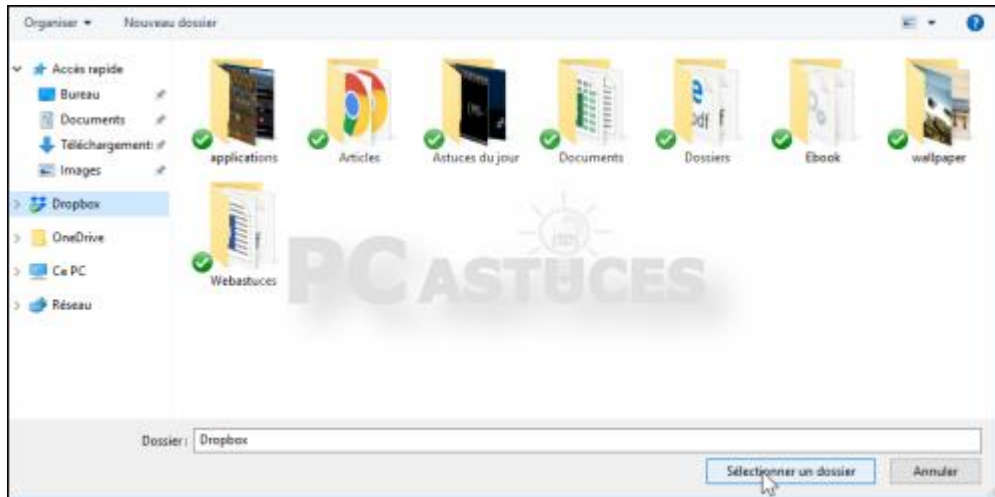 Organiser Nouveau dossier
Accès rapide
Bureau
Documents
Téléchargement:
Images
Dropbox
OneDrive
Ce PC
Réseau
applications Articles Astuces du jour Documents Dossiers Ebook wallpaper
Webastuces
PC ASTUCES
Dossier : Dropbox
Sélectionner un dossier Annuler